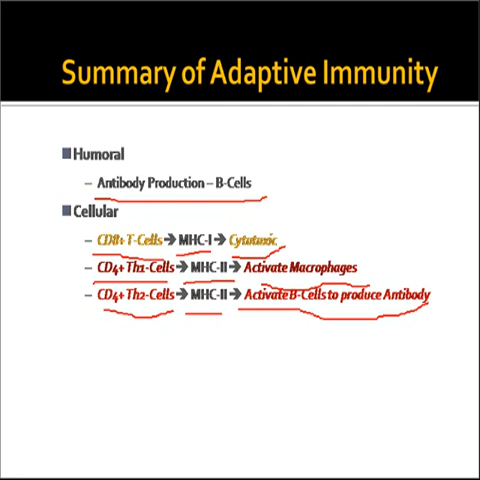 Summary of Adaptive Immunity
Humoral
– Antibody Production – B-Cells
Cellular
– CD8+ T-Cells → MHC-I → Cytotoxic
– CD4+ Th1-Cells → MHC-II → Activate Macrophages
– CD4+ Th2-Cells → MHC-II → Activate B-Cells to produce Antibody